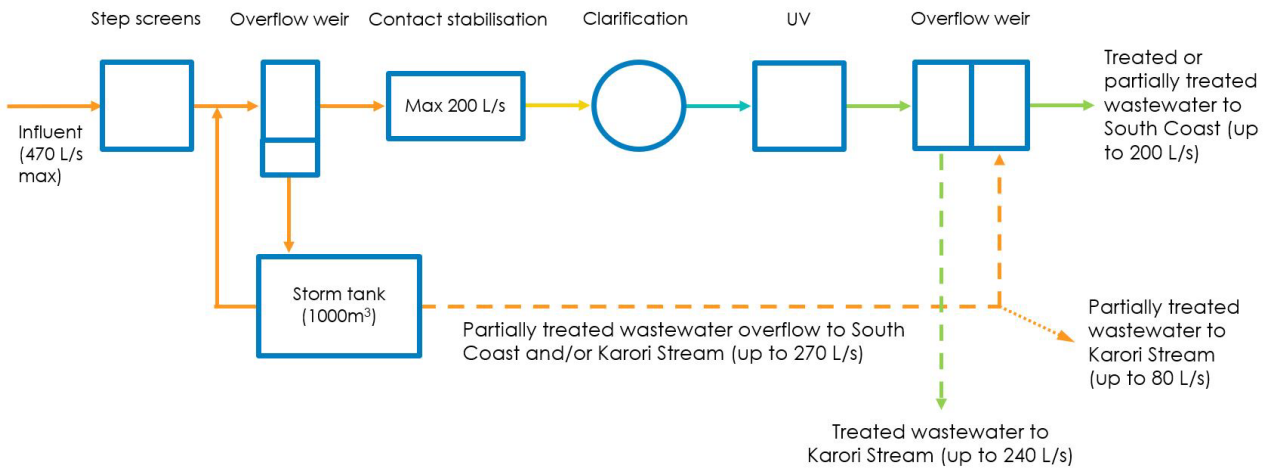 Step screens
Overflow weir
Contact stabilisation
Clarification
UV
Overflow weir
Influent
(470 L/s
max)
Max 200 L/s
Treated or
partially treated
wastewater to
South Coast (up
to 200 L/s)
Storm tank
(1000m³)
Partially treated wastewater overflow to South
Coast and/or Karori Stream (up to 270 L/s)
Partially treated
wastewater to
Karori Stream
(up to 80 L/s)
Treated wastewater to
Karori Stream (up to 240 L/s)